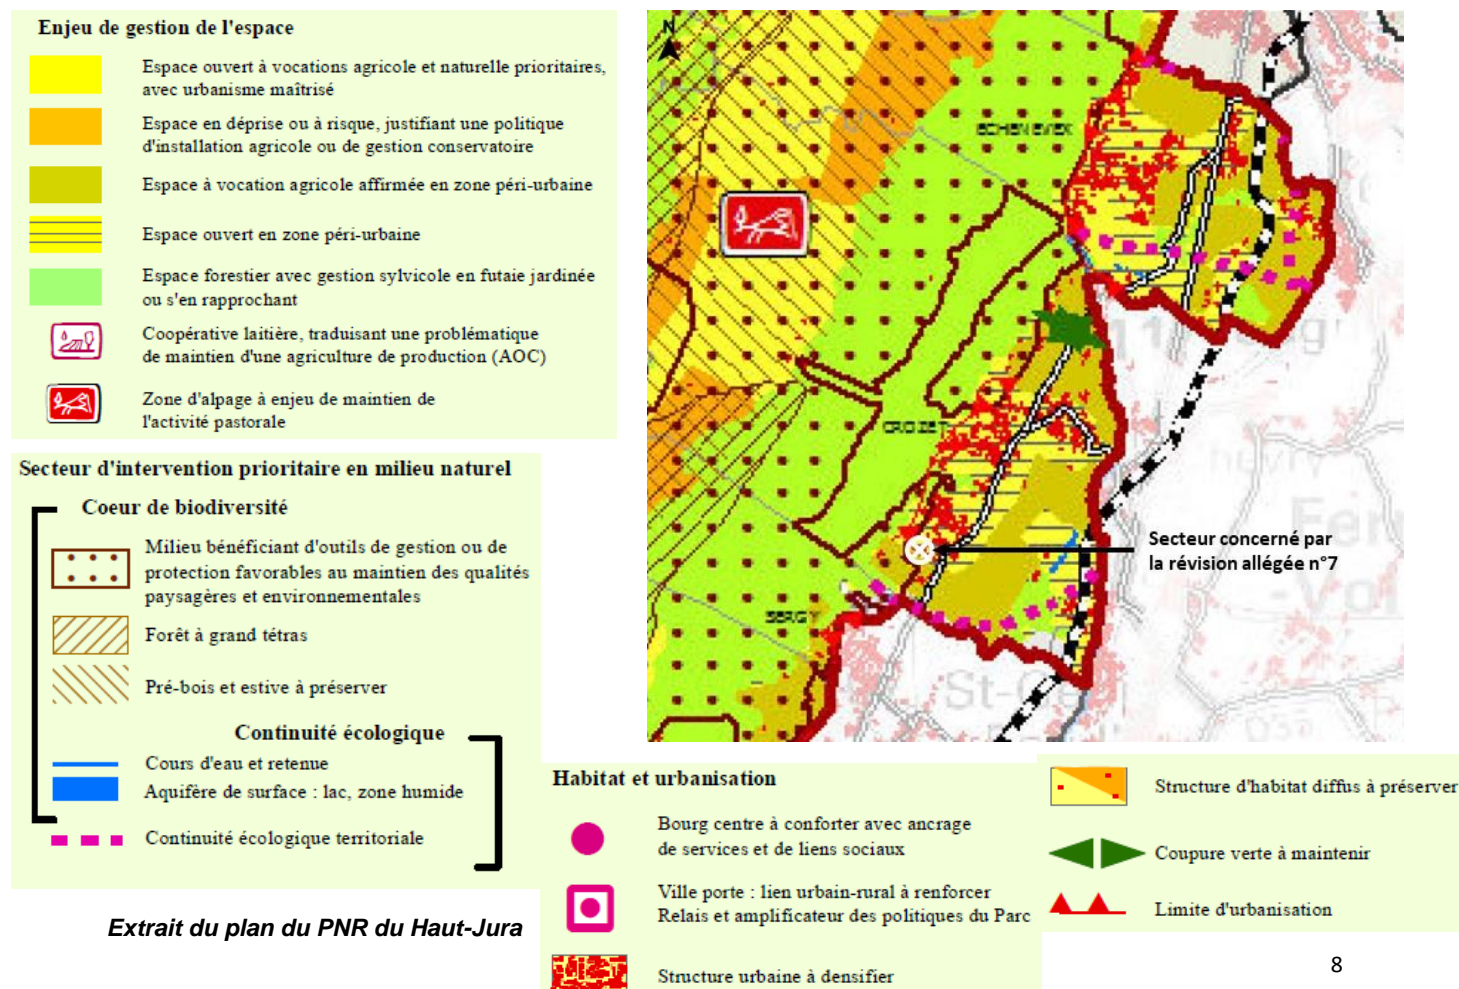 Enjeu de gestion de l'espace
Espace ouvert à vocations agricole et naturelle prioritaires,
avec urbanisme maîtrisé
Espace en déprise ou à risque, justifiant une politique
d'installation agricole ou de gestion conservatoire
Espace à vocation agricole affirmée en zone péri-urbaine
Espace ouvert en zone péri-urbaine
Espace forestier avec gestion sylvicole en futaie jardinée
ou s'en rapprochant
Coopérative laitière, traduisant une problématique
de maintien d'une agriculture de production (AOC)
Zone d'alpage à enjeu de maintien de
l'activité pastorale
Secteur d'intervention prioritaire en milieu naturel
Coeur de biodiversité
Milieu bénéficiant d'outils de gestion ou de
protection favorables au maintien des qualités
paysagères et environnementales
Forêt à grand tétras
Pré-bois et estive à préserver
Continuité écologique
Cours d'eau et retenue
Aquifère de surface : lac, zone humide
Continuité écologique territoriale
Extrait du plan du PNR du Haut-Jura
N
ECHENEVEX
CROZET
SERGY
Chevry
St-Ge
Secteur concerné par
la révision allégée n°7
Habitat et urbanisation
Bourg centre à conforter avec ancrage
de services et de liens sociaux
Ville porte : lien urbain-rural à renforcer
Relais et amplificateur des politiques du Parc
Structure urbaine à densifier
Structure d'habitat diffus à préserver
Coupure verte à maintenir
Limite d'urbanisation
8